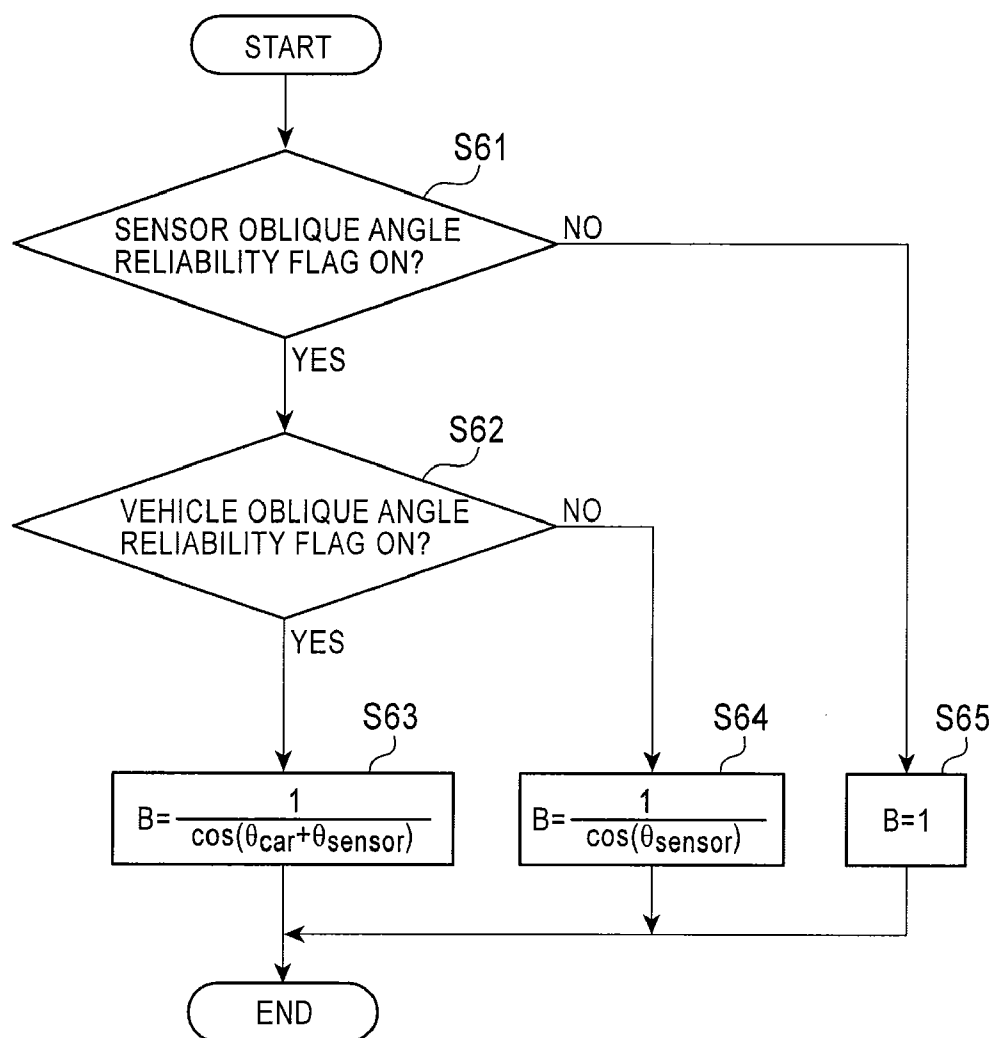 START
S61
SENSOR OBLIQUE ANGLE
RELIABILITY FLAG ON?
NO
YES
S62
VEHICLE OBLIQUE ANGLE
RELIABILITY FLAG ON?
NO
YES
S63
B=1/cos(θcar+θsensor)
S64
B=1/cos(θsensor)
S65
B=1
END